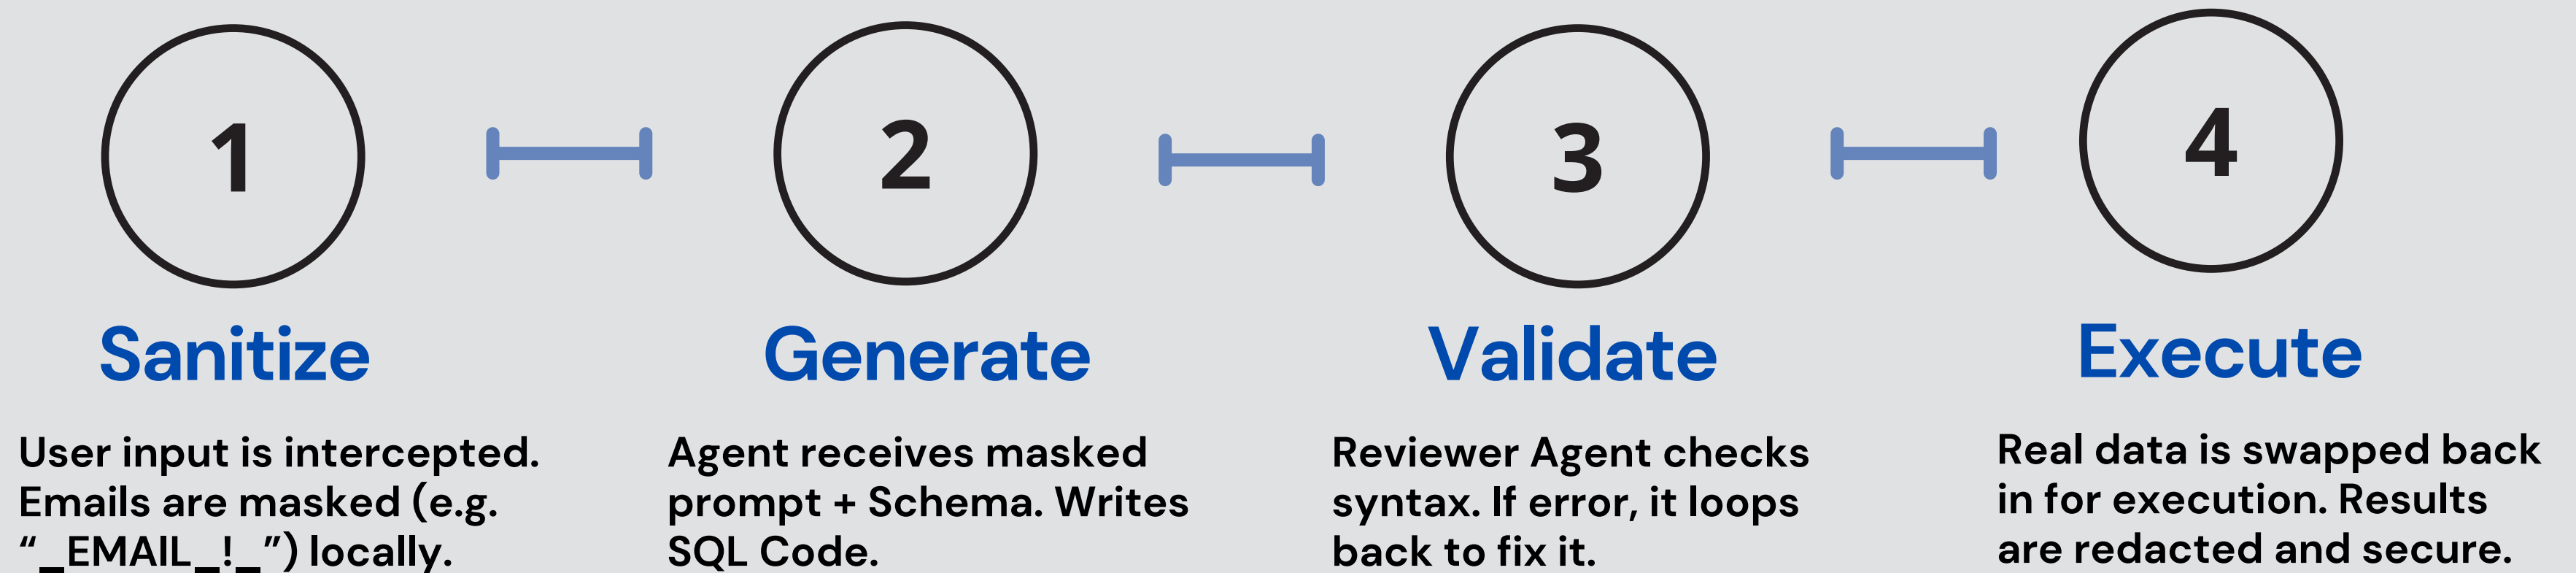 1
Sanitize
User input is intercepted.
Emails are masked (e.g.
“_EMAIL_!_”) locally.
2
Generate
Agent receives masked
prompt + Schema. Writes
SQL Code.
3
Validate
Reviewer Agent checks
syntax. If error, it loops
back to fix it.
4
Execute
Real data is swapped back
in for execution. Results
are redacted and secure.